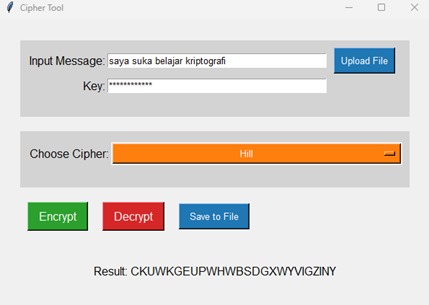 Cipher Tool
Input Message: saya suka belajar kriptografi Upload File
Key: ************
Choose Cipher: Hill
Encrypt Decrypt Save to File
Result: CKUWKGEUPWHWBSDGXWYVIGZINY